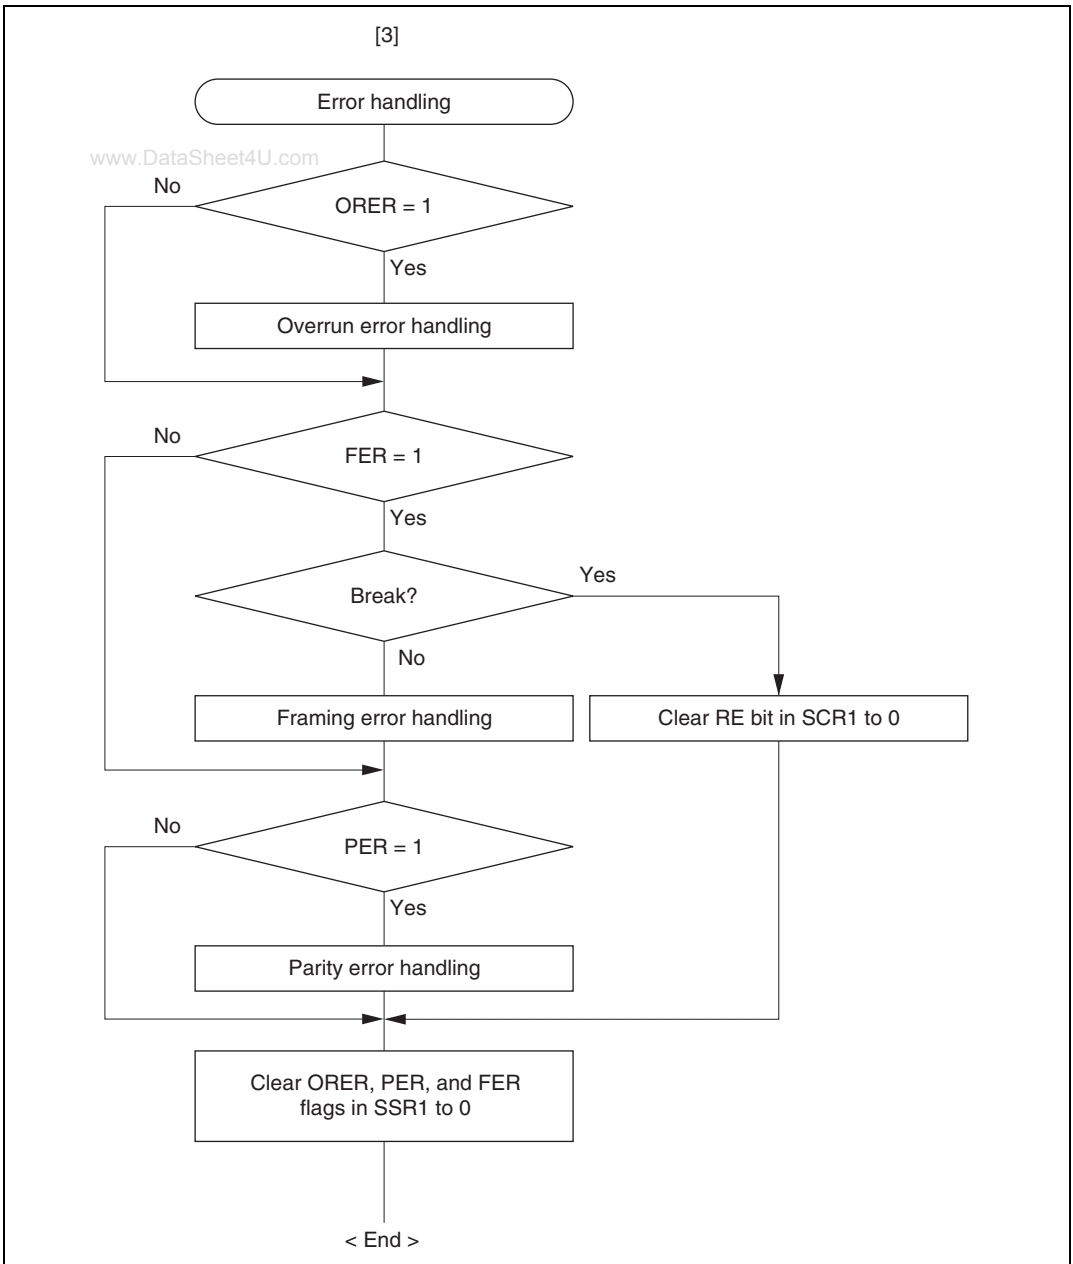 [3]
Error handling
www.DataSheet4U.com
No
ORER = 1
Yes
Overrun error handling
No
FER = 1
Yes
Break?
Yes
No
Framing error handling
Clear RE bit in SCR1 to 0
No
PER = 1
Yes
Parity error handling
Clear ORER, PER, and FER
flags in SSR1 to 0
< End >